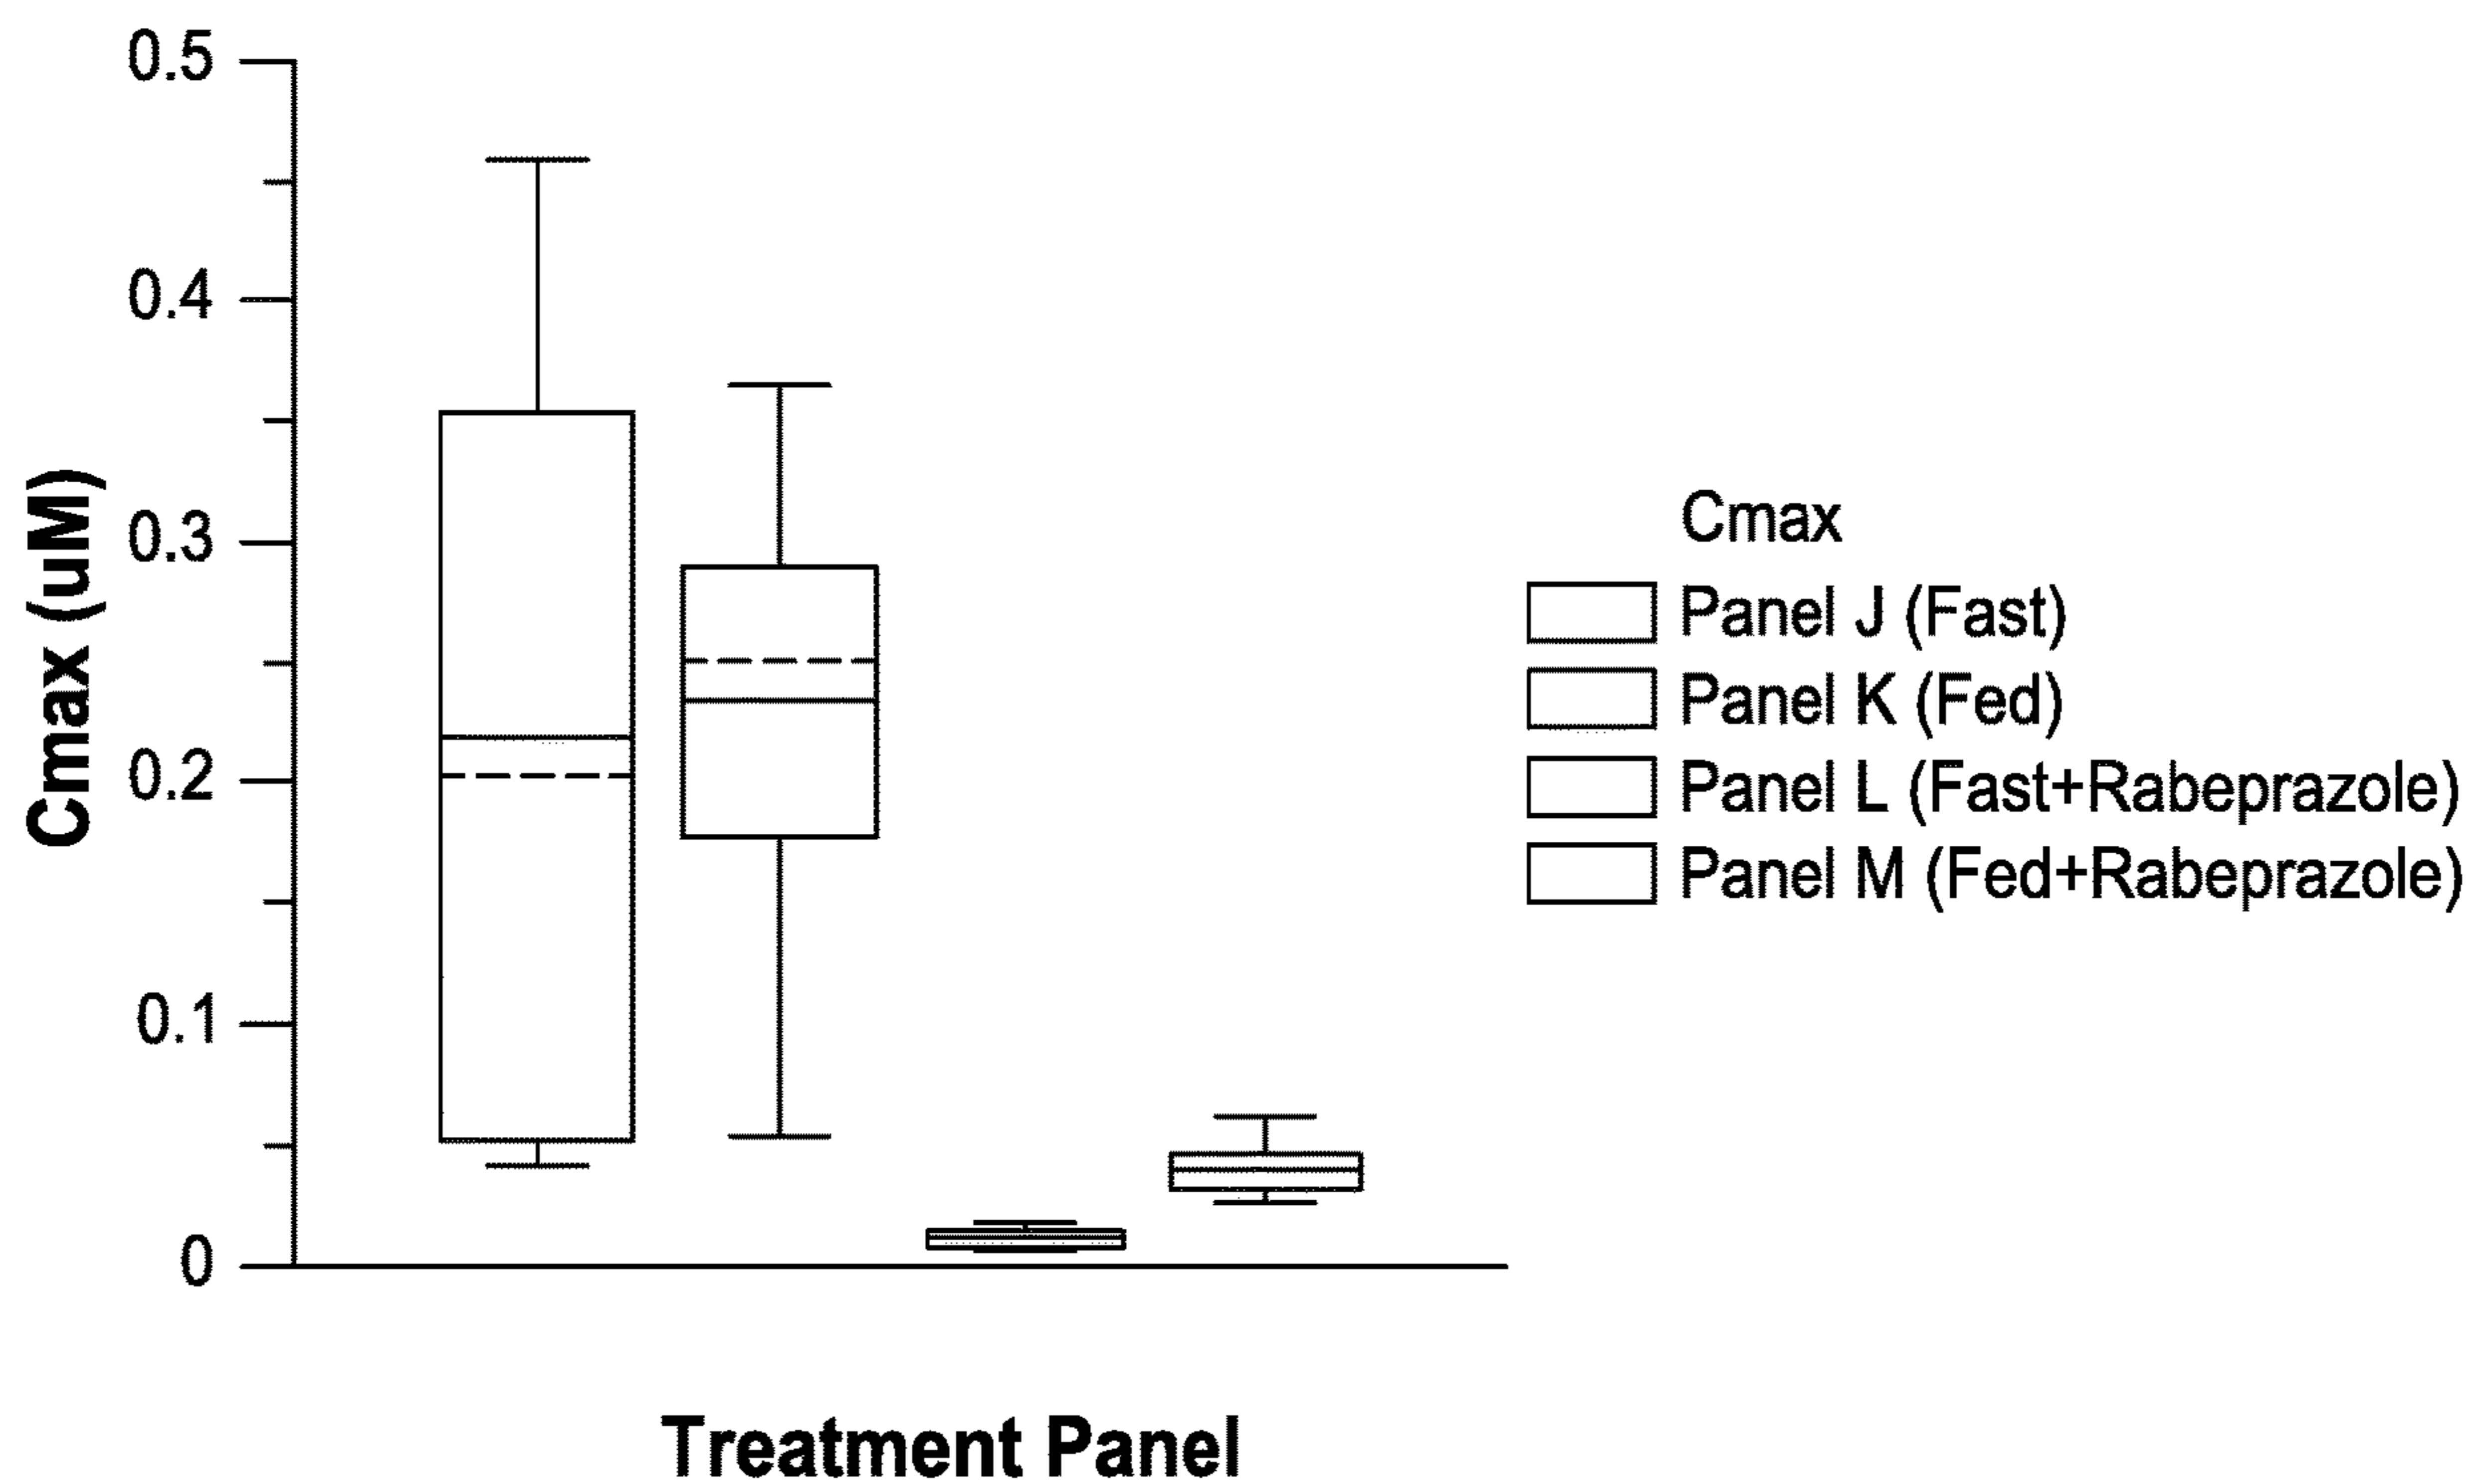 0.5
0.4
0.3
0.2
0.1
0
Cmax (uM)
Treatment Panel
Cmax
Panel J (Fast)
Panel K (Fed)
Panel L (Fast+Rabeprazole)
Panel M (Fed+Rabeprazole)